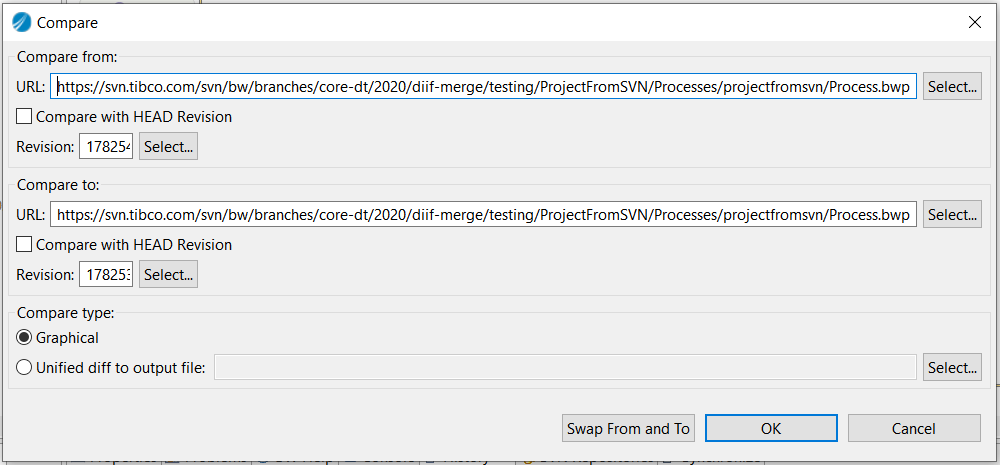 Compare
Compare from:
URL: https://svn.tibco.com/svn/bw/branches/core-dt/2020/diif-merge/testing/ProjectFromSVN/Processes/projectfromsvn/Process.bwp Select...
Compare with HEAD Revision
Revision: 178254 Select...
Compare to:
URL: https://svn.tibco.com/svn/bw/branches/core-dt/2020/diif-merge/testing/ProjectFromSVN/Processes/projectfromsvn/Process.bwp Select...
Compare with HEAD Revision
Revision: 178253 Select...
Compare type:
Graphical
Unified diff to output file: Select...
Swap From and To OK Cancel